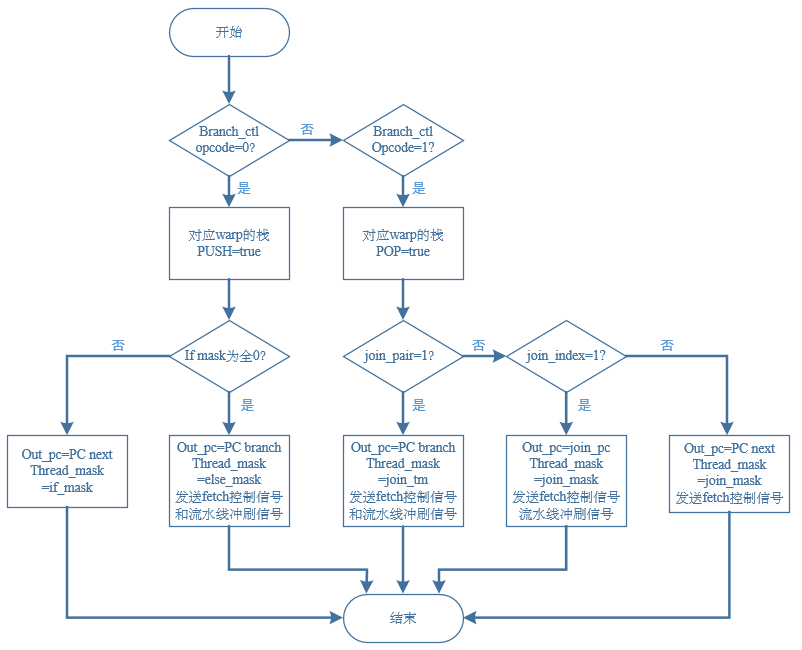 开始
Branch_ctl
opcode=0?
否
Branch_ctl
Opcode=1?
是
是
对应warp的栈
PUSH=true
对应warp的栈
POP=true
否
If mask为全0?
join_pair=1?
否
join_index=1?
否
是
是
是
Out_pc=PC next
Thread_mask
=if_mask
Out_pc=PC branch
Thread_mask
=else_mask
发送fetch控制信号
和流水线冲刷信号
Out_pc=PC branch
Thread_mask
=join_tm
发送fetch控制信号
和流水线冲刷信号
Out_pc=join_pc
Thread_mask
=join_mask
发送fetch控制信号
流水线冲刷信号
Out_pc=PC next
Thread_mask
=join_mask
发送fetch控制信号
结束